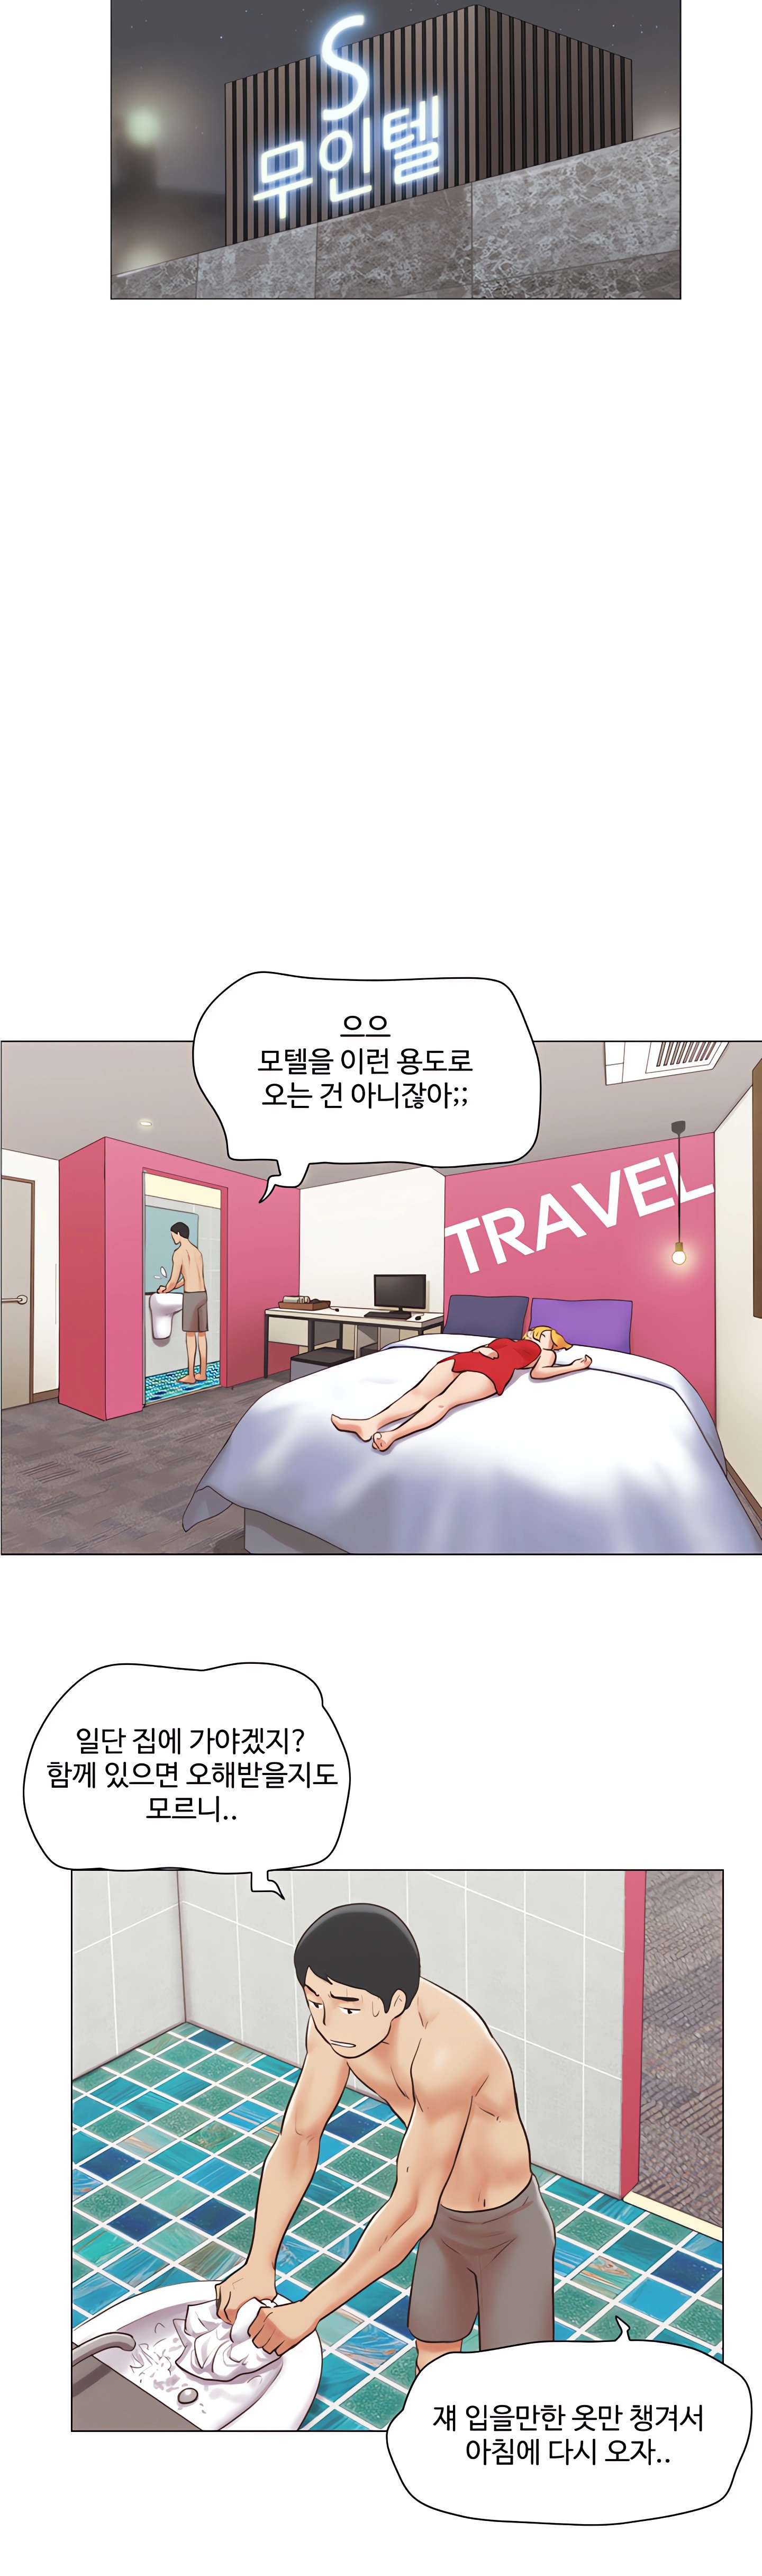 S
무인텔
으으
모텔을 이런 용도로
오는 건 아니잖아;;
TRAVEL
일단 집에 가야겠지?
함께 있으면 오해받을지도
모르니..
쟤 입을만한 옷만 챙겨서
아침에 다시 오자..